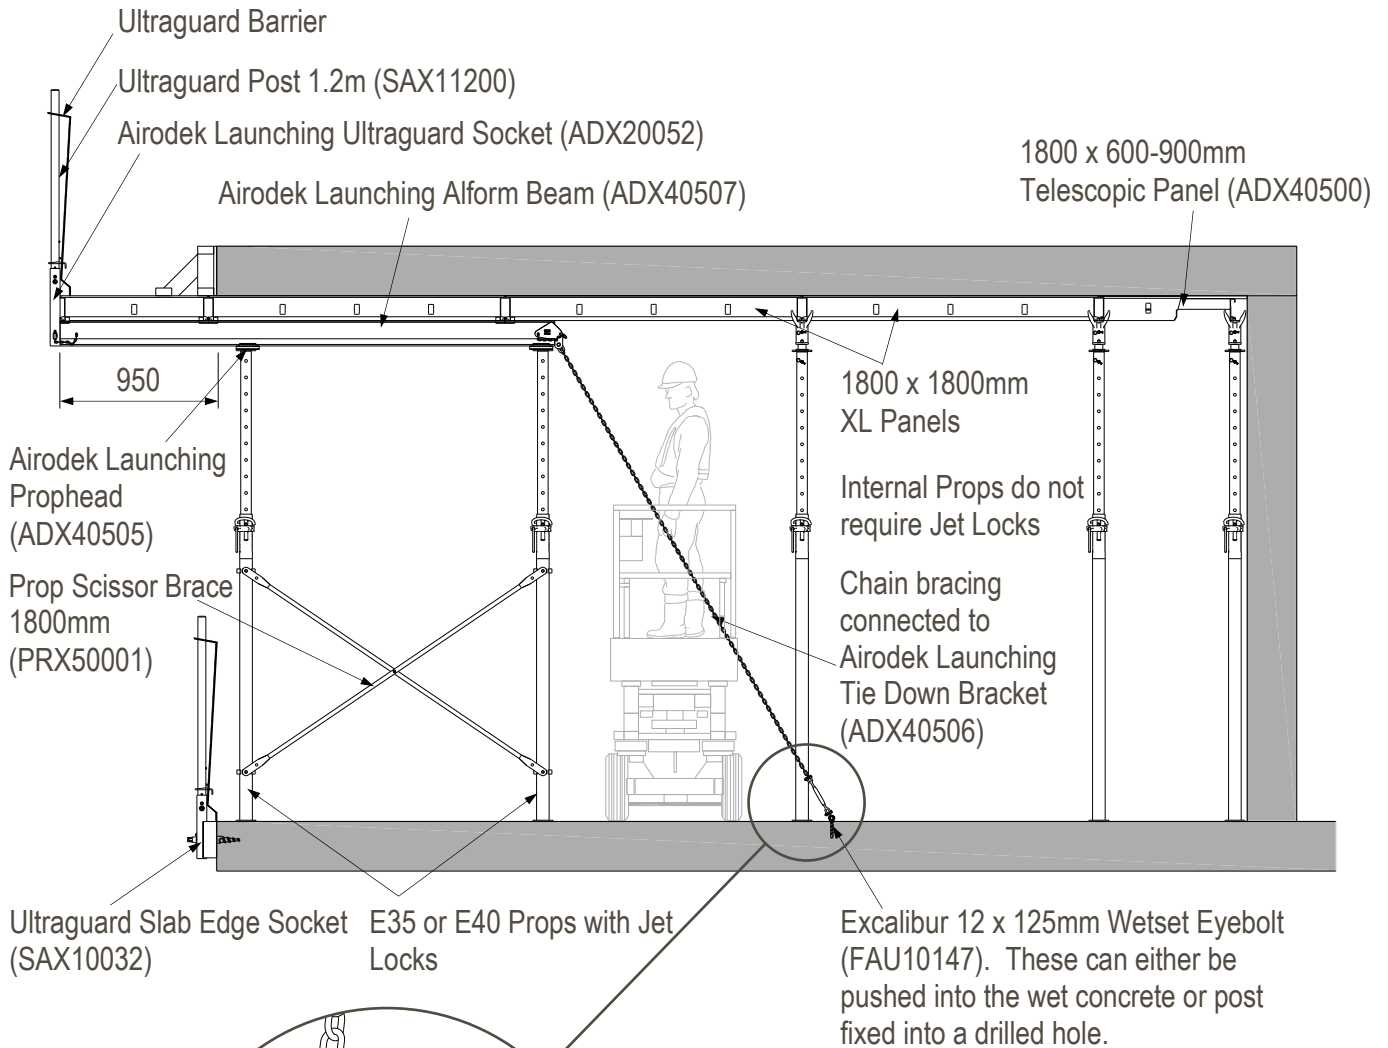 Ultraguard Barrier
Ultraguard Post 1.2m (SAX11200)
Airodek Launching Ultraguard Socket (ADX20052)
Airodek Launching Alform Beam (ADX40507)
1800 x 600-900mm
Telescopic Panel (ADX40500)
950
1800 x 1800mm
XL Panels
Airodek Launching
Prophead
(ADX40505)
Internal Props do not
require Jet Locks
Prop Scissor Brace
1800mm
(PRX50001)
Chain bracing
connected to
Airodek Launching
Tie Down Bracket
(ADX40506)
Ultraguard Slab Edge Socket
(SAX10032)
E35 or E40 Props with Jet
Locks
Excalibur 12 x 125mm Wetset Eyebolt
(FAU10147).  These can either be
pushed into the wet concrete or post
fixed into a drilled hole.